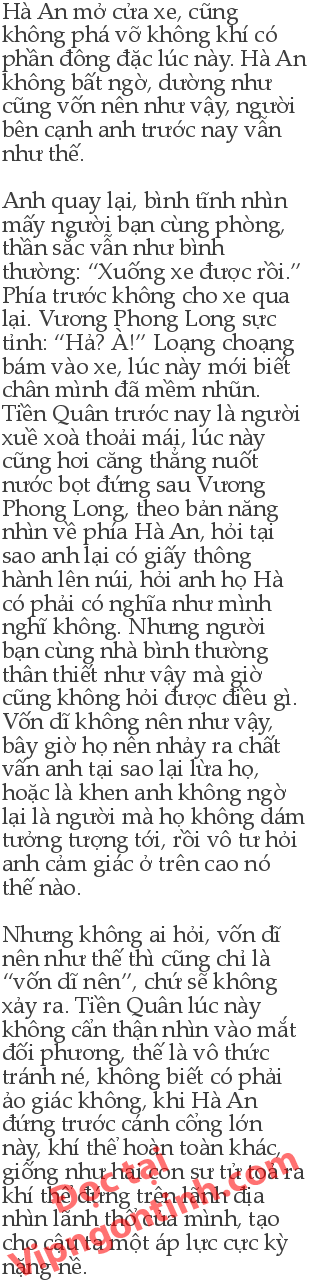 Hà An mở cửa xe, cũng
không phá vỡ không khí có
phần đông đặc lúc này. Hà An
không bất ngờ, dường như
cũng vốn nên như vậy, người
bên cạnh anh trước nay vẫn
như thế.
Anh quay lại, bình tĩnh nhìn
mấy người bạn cùng phòng,
thần sắc vẫn như bình
thường: “Xuống xe được rồi.”
Phía trước không cho xe qua
lại. Vương Phong Long sực
tỉnh: “Hả? À!” Loạng choạng
bám vào xe, lúc này mới biết
chân mình đã mềm nhũn.
Tiền Quân trước nay là người
xuề xoà thoải mái, lúc này
cũng hơi căng thẳng nuốt
nước bọt đứng sau Vương
Phong Long, theo bản năng
nhìn về phía Hà An, hỏi tại
sao anh lại có giấy thông
hành lên núi, hỏi anh họ Hà
có phải có nghĩa như mình
nghĩ không. Nhưng người
bạn cùng nhà bình thường
thân thiết như vậy mà giờ
cũng không hỏi được điều gì.
Vốn dĩ không nên như vậy,
bây giờ họ nên nhảy ra chất
vấn anh tại sao lại lừa họ,
hoặc là khen anh không ngờ
lại là người mà họ không dám
tưởng tượng tới, rồi vô tư hỏi
anh cảm giác ở trên cao nó
thế nào.
Nhưng không ai hỏi, vốn dĩ
nên như thế thì cũng chỉ là
“vốn dĩ nên”, chứ sẽ không
xảy ra. Tiền Quân lúc này
không cẩn thận nhìn vào mắt
đối phương, thế là vô thức
tránh né, không biết có phải
ảo giác không, khi Hà An
đứng trước cánh cổng lớn
này, khí thể hoàn toàn khác,
giống như hai con sư tử toả ra
khí thế đứng trên lãnh địa
nhìn lãnh thổ của mình, tạo
cho cậu ta một áp lực cực kỳ
nặng nề.
Đọc tại
Vipngontinh.com